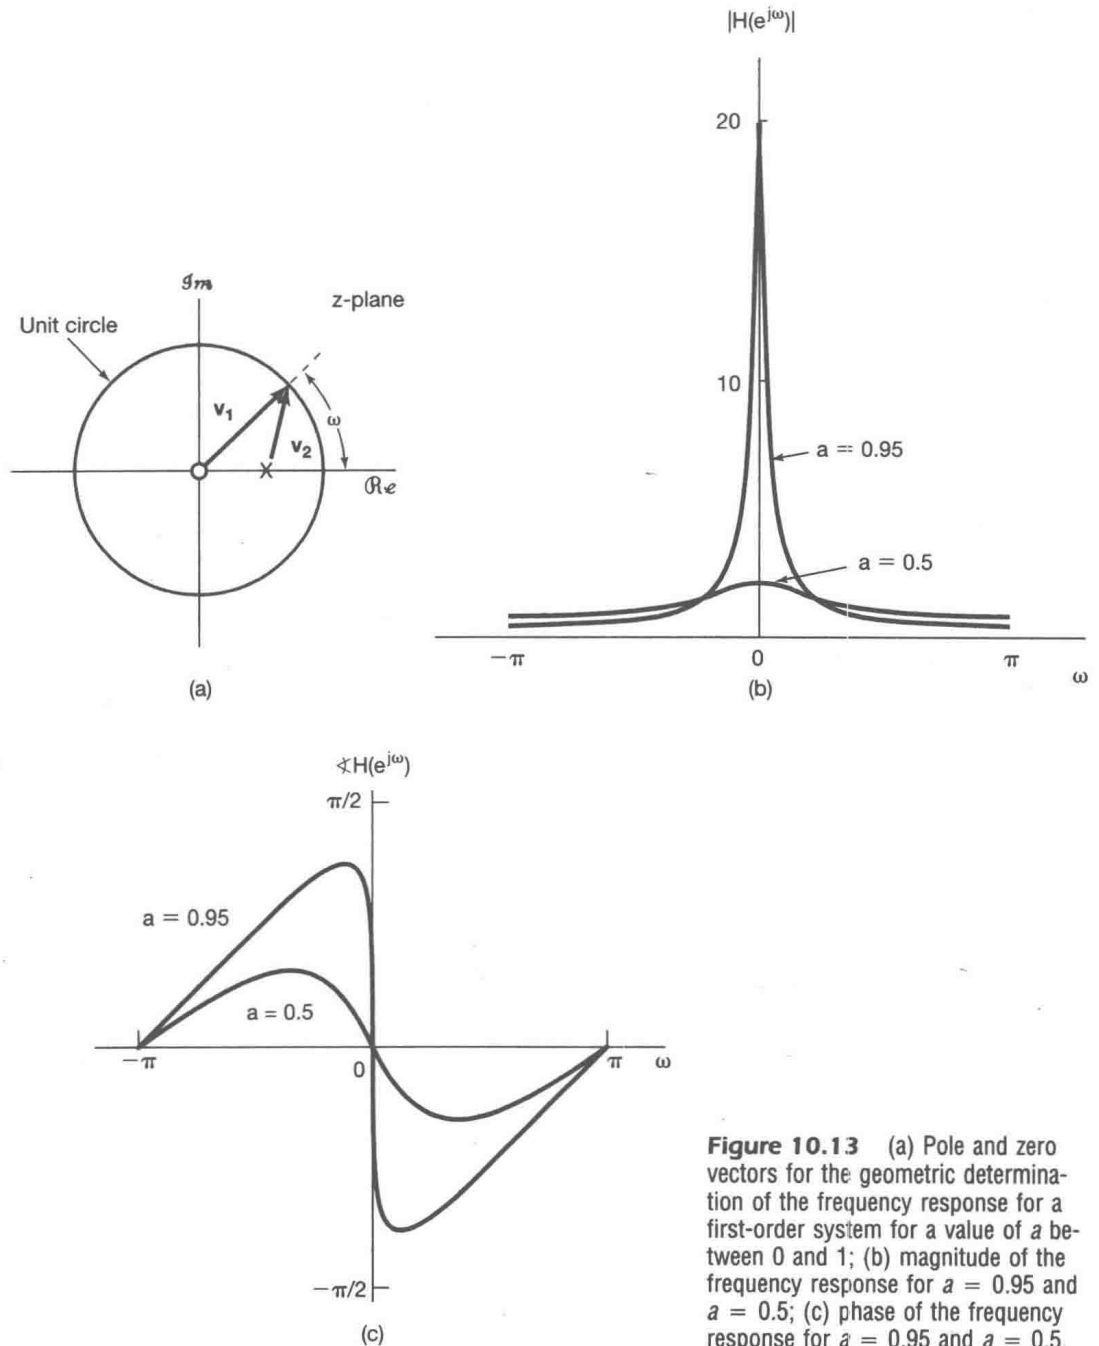 |H(e^{jω})|
20
10
a = 0.95
a = 0.5
−π
0
π
ω
(b)
ℐm
z-plane
Unit circle
v₁
ω
v₂
ℛe
(a)
∢H(e^{jω})
π/2
a = 0.95
a = 0.5
−π
0
π
ω
−π/2
(c)
Figure 10.13 (a) Pole and zero
vectors for the geometric determina-
tion of the frequency response for a
first-order system for a value of a be-
tween 0 and 1; (b) magnitude of the
frequency response for a = 0.95 and
a = 0.5; (c) phase of the frequency
response for a = 0.95 and a = 0.5.